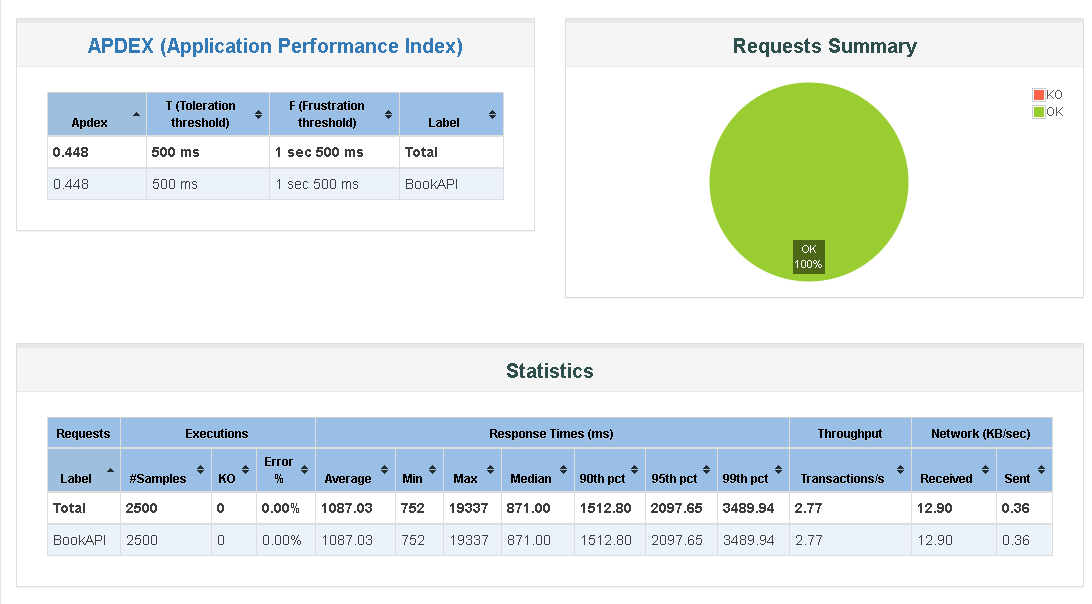 APDEX (Application Performance Index)
Apdex T (Toleration threshold) F (Frustration threshold) Label
0.448 500 ms 1 sec 500 ms Total
0.448 500 ms 1 sec 500 ms BookAPI
Requests Summary
KO
OK
OK
100%
Statistics
Requests Executions Response Times (ms) Throughput Network (KB/sec)
Label #Samples KO Error % Average Min Max Median 90th pct 95th pct 99th pct Transactions/s Received Sent
Total 2500 0 0.00% 1087.03 752 19337 871.00 1512.80 2097.65 3489.94 2.77 12.90 0.36
BookAPI 2500 0 0.00% 1087.03 752 19337 871.00 1512.80 2097.65 3489.94 2.77 12.90 0.36